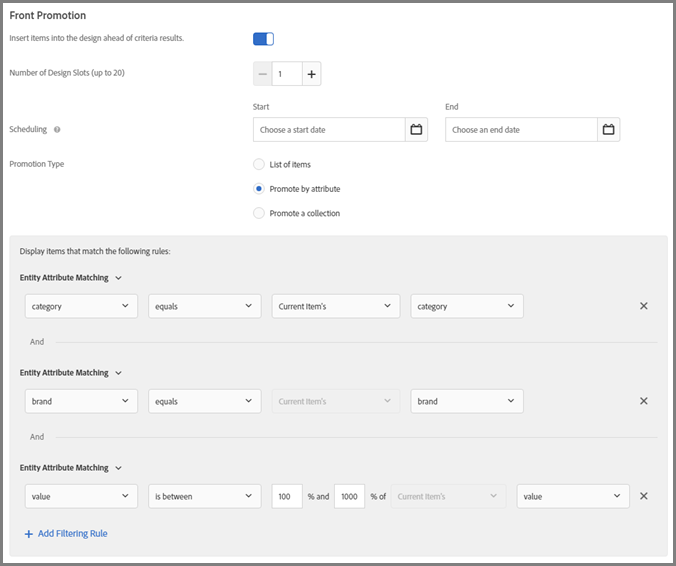 Front Promotion
Insert items into the design ahead of criteria results.
Number of Design Slots (up to 20)
1
Start
End
Scheduling
Choose a start date
Choose an end date
Promotion Type
List of items
Promote by attribute
Promote a collection
Display items that match the following rules:
Entity Attribute Matching
category equals Current Item's category
And
Entity Attribute Matching
brand equals Current Item's brand
And
Entity Attribute Matching
value is between 100 % and 1000 % of Current Item's value
+ Add Filtering Rule